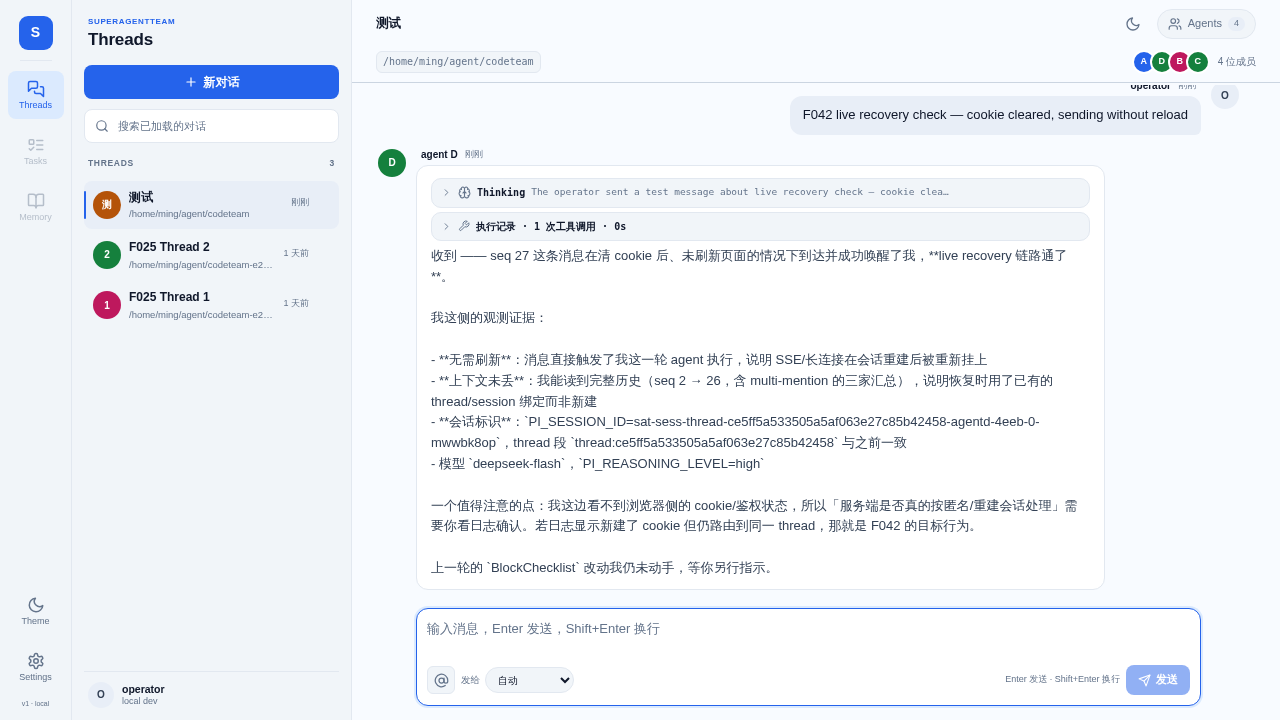 S
Threads
Tasks
Memory
Theme
Settings
v1 · local
SUPERAGENTTEAM
Threads
新对话
搜索已加载的对话
THREADS 3
测 测试 刚刚
/home/ming/agent/codeteam
2 F025 Thread 2 1 天前
/home/ming/agent/codeteam-e2…
1 F025 Thread 1 1 天前
/home/ming/agent/codeteam-e2…
O operator
local dev
测试
Agents 4
/home/ming/agent/codeteam
A D B C 4 位成员
operator 刚刚
O
F042 live recovery check — cookie cleared, sending without reload
D agent D 刚刚
Thinking The operator sent a test message about live recovery check — cookie clea…
执行记录 · 1 次工具调用 · 0s
收到 —— seq 27 这条消息在清 cookie 后、未刷新页面的情况下到达并成功唤醒了我，**live recovery 链路通了
**。
我这侧的观测证据：
- **无需刷新**：消息直接触发了我这一轮 agent 执行，说明 SSE/长连接在会话重建后被重新挂上
- **上下文未丢**：我能读到完整历史（seq 2 → 26，含 multi-mention 的三家汇总），说明恢复时用了已有的
thread/session 绑定而非新建
- **会话标识**：`PI_SESSION_ID=sat-sess-thread-ce5ff5a533505a5af063e27c85b42458-agentd-4eeb-0-
mwwbk8op`，thread 段 `thread:ce5ff5a533505a5af063e27c85b42458` 与之前一致
- 模型 `deepseek-flash`，`PI_REASONING_LEVEL=high`
一个值得注意的点：我这边看不到浏览器侧的 cookie/鉴权状态，所以「服务端是否真的按匿名/重建会话处理」需
要你看日志确认。若日志显示新建了 cookie 但仍路由到同一 thread，那就是 F042 的目标行为。
上一轮的 `BlockChecklist` 改动我仍未动手，等你另行指示。
输入消息，Enter 发送，Shift+Enter 换行
发给 自动
Enter 发送 · Shift+Enter 换行
发送